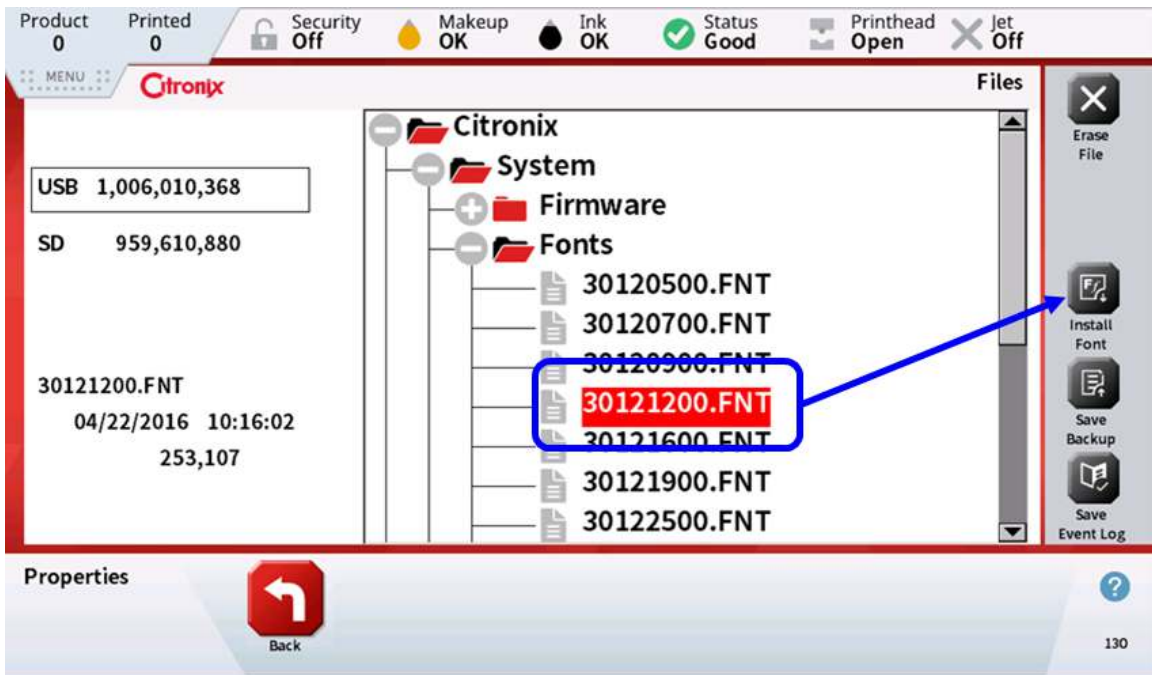 Product Printed Security Makeup Ink Status Printhead Jet
0 0 Off OK OK Good Open Off
MENU
Citronix
Files
USB 1,006,010,368
SD 959,610,880
30121200.FNT
04/22/2016 10:16:02
253,107
Citronix
System
Firmware
Fonts
30120500.FNT
30120700.FNT
30120900.FNT
30121200.FNT
30121600.FNT
30121900.FNT
30122500.FNT
Erase
File
Install
Font
Save
Backup
Save
Event Log
Properties
Back
?
130